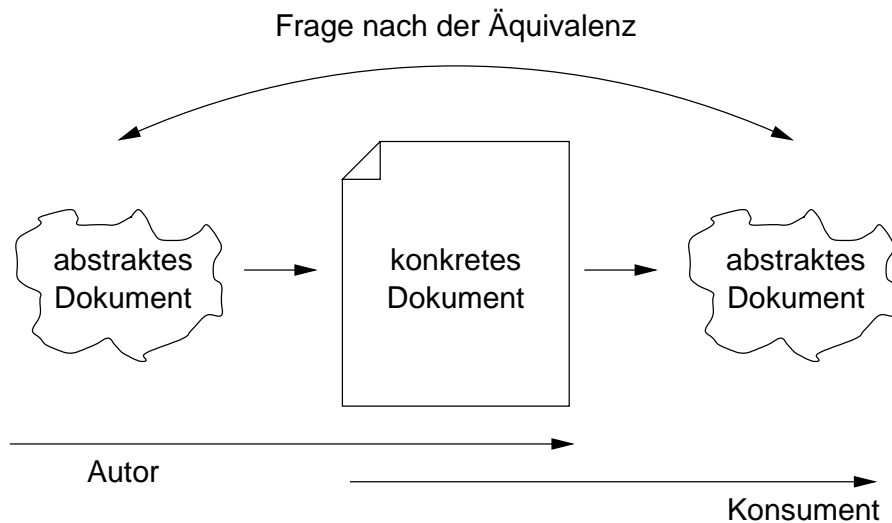 Frage nach der Äquivalenz
abstraktes
Dokument
konkretes
Dokument
abstraktes
Dokument
Autor
Konsument